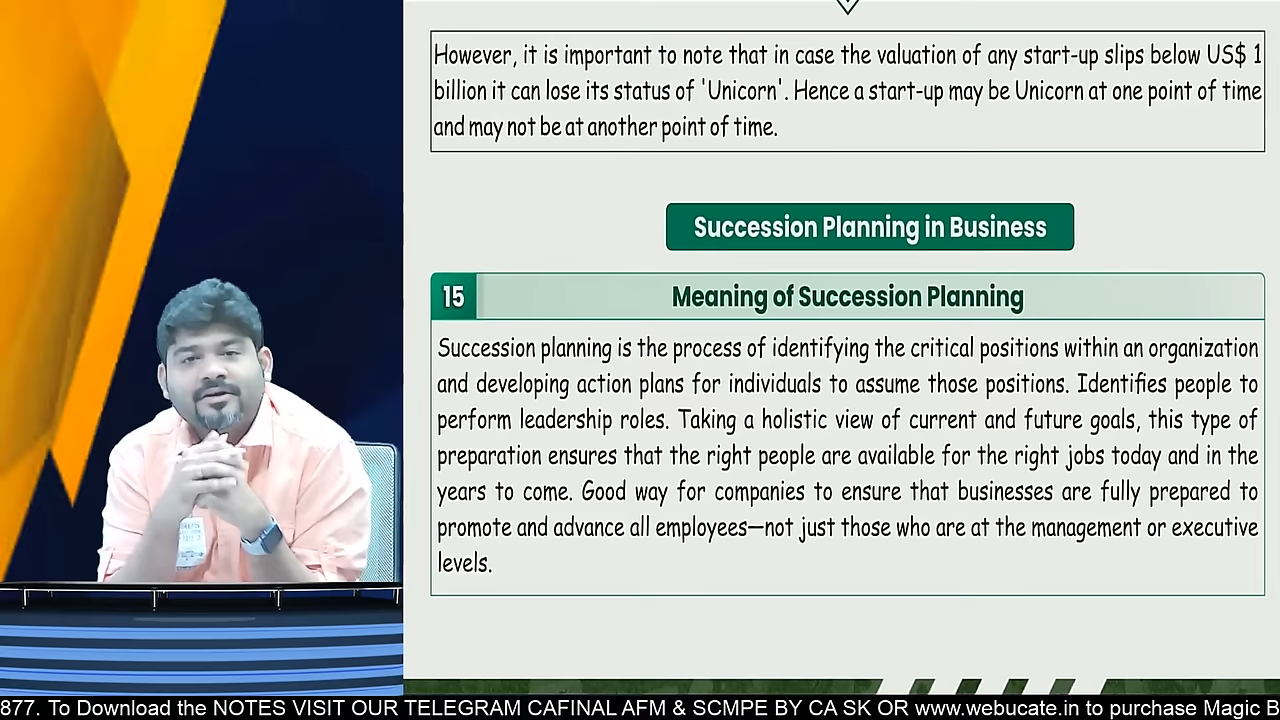 However, it is important to note that in case the valuation of any start-up slips below US$ 1
billion it can lose its status of 'Unicorn'. Hence a start-up may be Unicorn at one point of time
and may not be at another point of time.
Succession Planning in Business
15 Meaning of Succession Planning
Succession planning is the process of identifying the critical positions within an organization
and developing action plans for individuals to assume those positions. Identifies people to
perform leadership roles. Taking a holistic view of current and future goals, this type of
preparation ensures that the right people are available for the right jobs today and in the
years to come. Good way for companies to ensure that businesses are fully prepared to
promote and advance all employees—not just those who are at the management or executive
levels.
877. To Download the NOTES VISIT OUR TELEGRAM CAFINAL AFM & SCMPE BY CA SK OR www.webucate.in to purchase Magic B